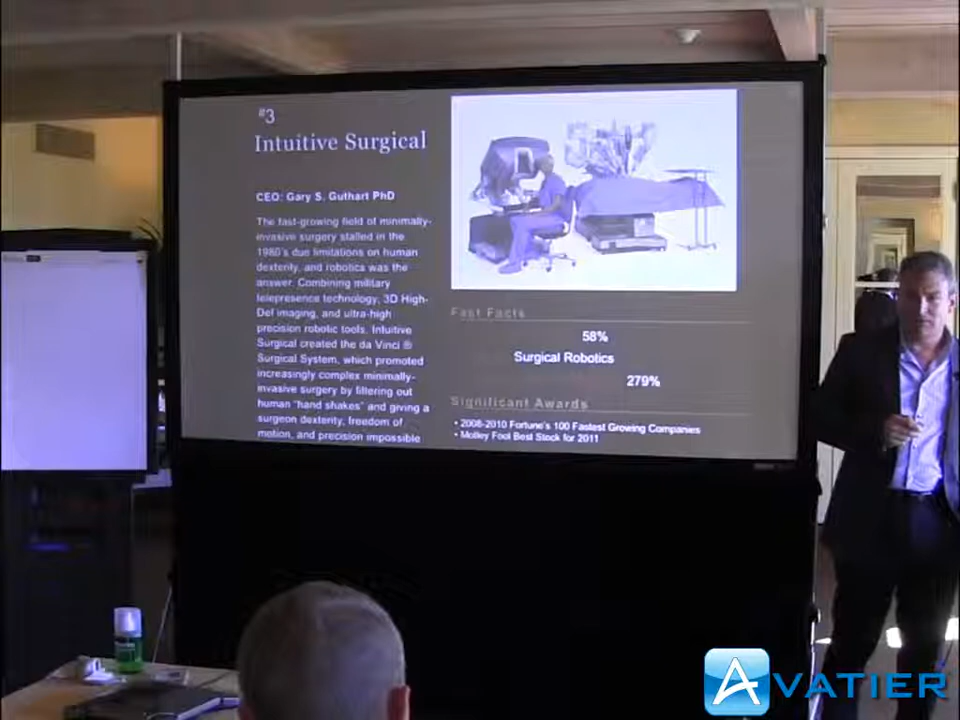 #3
Intuitive Surgical
CEO: Gary S. Guthart PhD
The fast-growing field of minimally-
invasive surgery stalled in the
1980's due limitations on human
dexterity, and robotics was the
answer. Combining military
telepresence technology, 3D High-
Def imaging, and ultra-high
precision robotic tools, Intuitive
Surgical created the da Vinci ®
Surgical System, which promoted
increasingly complex minimally-
invasive surgery by filtering out
human "hand shakes" and giving a
surgeon dexterity, freedom of
motion, and precision impossible
Fast Facts
58%
Surgical Robotics
279%
Significant Awards
• 2008-2010 Fortune's 100 Fastest Growing Companies
• Motley Fool Best Stock for 2011
AVATIER